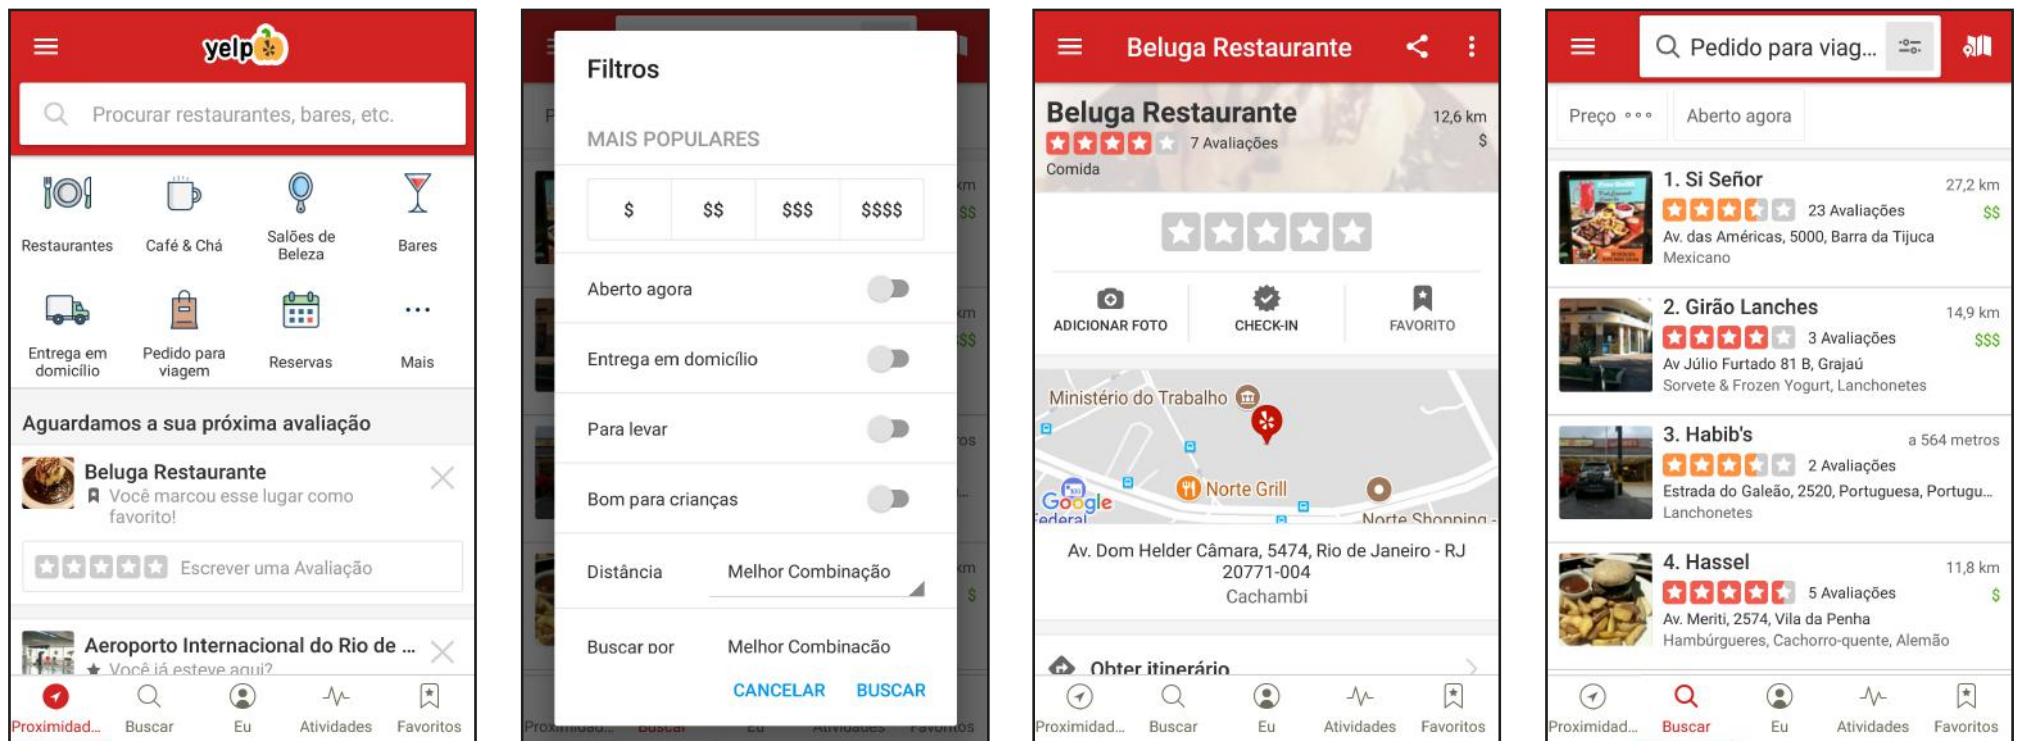 yelp
Procurar restaurantes, bares, etc.
Restaurantes
Café & Chá
Salões de
Beleza
Bares
Entrega em
domicílio
Pedido para
viagem
Reservas
Mais
Aguardamos a sua próxima avaliação
Beluga Restaurante
Você marcou esse lugar como
favorito!
Escrever uma Avaliação
Aeroporto Internacional do Rio de ...
Você já esteve aqui?
Proximidad...
Buscar
Eu
Atividades
Favoritos
Filtros
MAIS POPULARES
$ $$ $$$ $$$$
Aberto agora
Entrega em domicílio
Para levar
Bom para crianças
Distância Melhor Combinação
Buscar por Melhor Combinação
CANCELAR BUSCAR
Proximidad... Buscar Eu Atividades Favoritos
Beluga Restaurante
Beluga Restaurante
12,6 km
7 Avaliações
$
Comida
ADICIONAR FOTO
CHECK-IN
FAVORITO
Ministério do Trabalho
Norte Grill
Google
Federal
Norte Shopping -
Av. Dom Helder Câmara, 5474, Rio de Janeiro - RJ
20771-004
Cachambi
Obter itinerário
Proximidad...
Buscar
Eu
Atividades
Favoritos
Pedido para viag...
Preço
Aberto agora
1. Si Señor
27,2 km
23 Avaliações
$$
Av. das Américas, 5000, Barra da Tijuca
Mexicano
2. Girão Lanches
14,9 km
3 Avaliações
$$$
Av Júlio Furtado 81 B, Grajaú
Sorvete & Frozen Yogurt, Lanchonetes
3. Habib's
a 564 metros
2 Avaliações
Estrada do Galeão, 2520, Portuguesa, Portugu...
Lanchonetes
4. Hassel
11,8 km
5 Avaliações
$
Av. Meriti, 2574, Vila da Penha
Hambúrgueres, Cachorro-quente, Alemão
Proximidad...
Buscar
Eu
Atividades
Favoritos